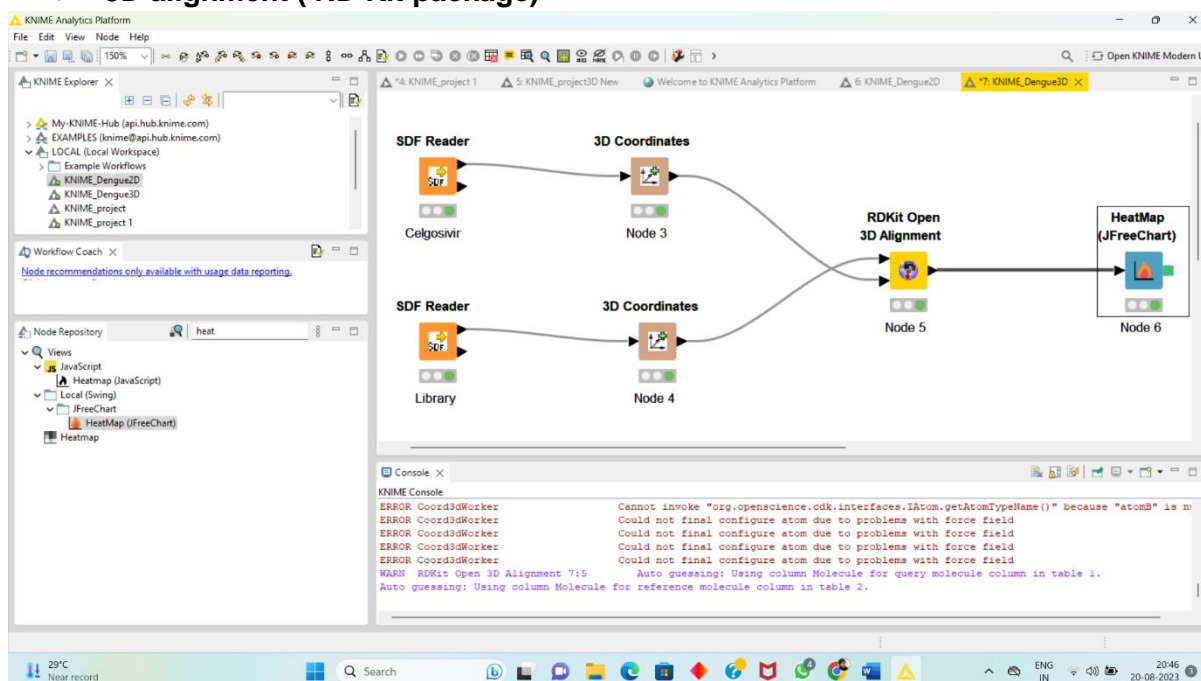 3D alignment ( RD Kit package)
KNIME Analytics Platform
File Edit View Node Help
150%
Open KNIME Modern U
KNIME Explorer
My-KNIME-Hub (api.hub.knime.com)
EXAMPLES (knime@api.hub.knime.com)
LOCAL (Local Workspace)
Example Workflows
KNIME_Dengue2D
KNIME_Dengue3D
KNIME_project
KNIME_project 1
Workflow Coach
Node recommendations only available with usage data reporting.
Node Repository
heat
Views
JavaScript
Heatmap (JavaScript)
Local (Swing)
JFreeChart
HeatMap (JFreeChart)
Heatmap
*4: KNIME_project 1
5: KNIME_project3D New
Welcome to KNIME Analytics Platform
6: KNIME_Dengue2D
*7: KNIME_Dengue3D
SDF Reader
SDF
Celgosivir
3D Coordinates
Node 3
SDF Reader
SDF
Library
3D Coordinates
Node 4
RDKit Open
3D Alignment
Node 5
HeatMap
(JFreeChart)
Node 6
Console
KNIME Console
ERROR Coord3dWorker Cannot invoke "org.openscience.cdk.interfaces.IAtom.getAtomTypeName()" because "atomB" is n
ERROR Coord3dWorker Could not final configure atom due to problems with force field
ERROR Coord3dWorker Could not final configure atom due to problems with force field
ERROR Coord3dWorker Could not final configure atom due to problems with force field
ERROR Coord3dWorker Could not final configure atom due to problems with force field
WARN RDKit Open 3D Alignment 7:5 Auto guessing: Using column Molecule for query molecule column in table 1.
Auto guessing: Using column Molecule for reference molecule column in table 2.
29°C
Near record
Search
ENG
IN
20:46
20-08-2023